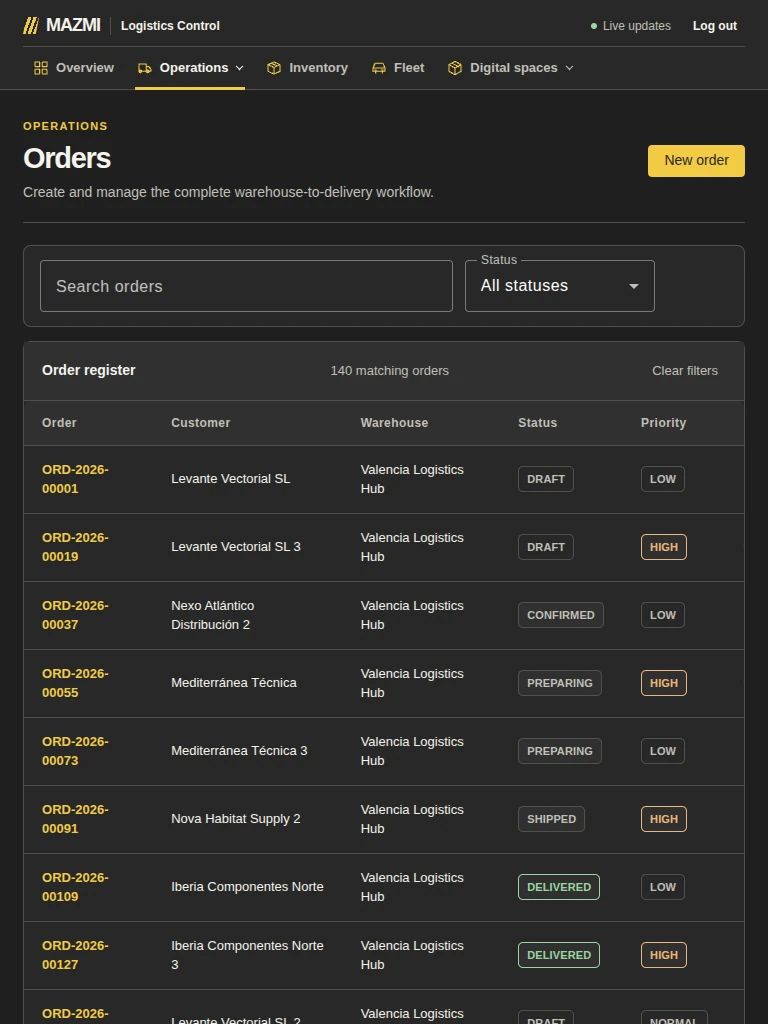 MAZMI
Logistics Control
Live updates
Log out
Overview
Operations
Inventory
Fleet
Digital spaces
OPERATIONS
Orders
New order
Create and manage the complete warehouse-to-delivery workflow.
Search orders
Status
All statuses
Order register
140 matching orders
Clear filters
Order Customer Warehouse Status Priority
ORD-2026-
00001
Levante Vectorial SL
Valencia Logistics
Hub
DRAFT
LOW
ORD-2026-
00019
Levante Vectorial SL 3
Valencia Logistics
Hub
DRAFT
HIGH
ORD-2026-
00037
Nexo Atlántico
Distribución 2
Valencia Logistics
Hub
CONFIRMED
LOW
ORD-2026-
00055
Mediterránea Técnica
Valencia Logistics
Hub
PREPARING
HIGH
ORD-2026-
00073
Mediterránea Técnica 3
Valencia Logistics
Hub
PREPARING
LOW
ORD-2026-
00091
Nova Habitat Supply 2
Valencia Logistics
Hub
SHIPPED
HIGH
ORD-2026-
00109
Iberia Componentes Norte
Valencia Logistics
Hub
DELIVERED
LOW
ORD-2026-
00127
Iberia Componentes Norte
3
Valencia Logistics
Hub
DELIVERED
HIGH
ORD-2026-
Levante Vectorial SL 2
Valencia Logistics
DRAFT
NORMAL